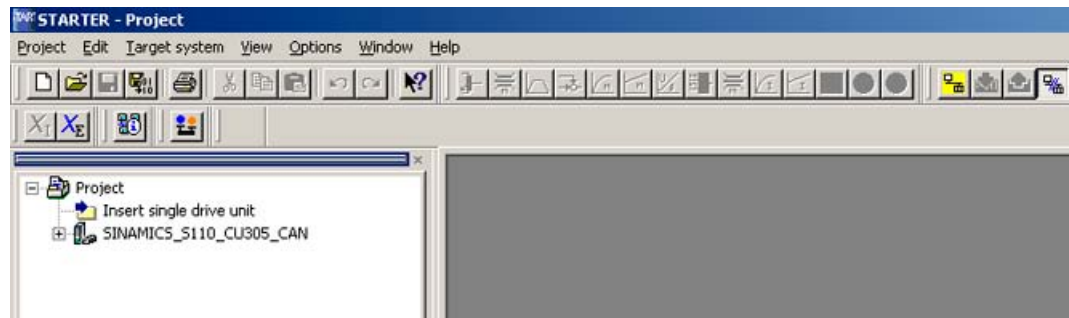 STARTER - Project
Project Edit Target system View Options Window Help
Project
Insert single drive unit
SINAMICS_S110_CU305_CAN